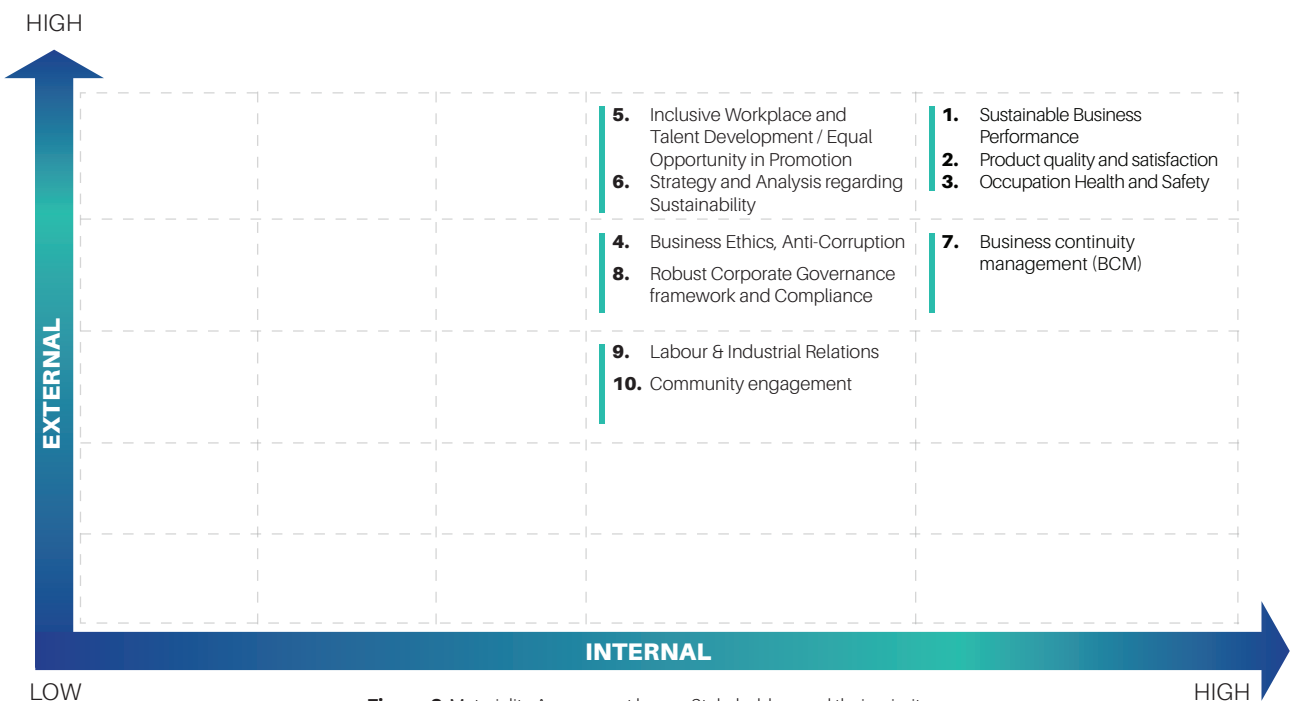 HIGH
5. Inclusive Workplace and
Talent Development / Equal
Opportunity in Promotion
6. Strategy and Analysis regarding
Sustainability
1. Sustainable Business
Performance
2. Product quality and satisfaction
3. Occupation Health and Safety
4. Business Ethics, Anti-Corruption
8. Robust Corporate Governance
framework and Compliance
7. Business continuity
management (BCM)
9. Labour & Industrial Relations
10. Community engagement
EXTERNAL
INTERNAL
LOW
HIGH